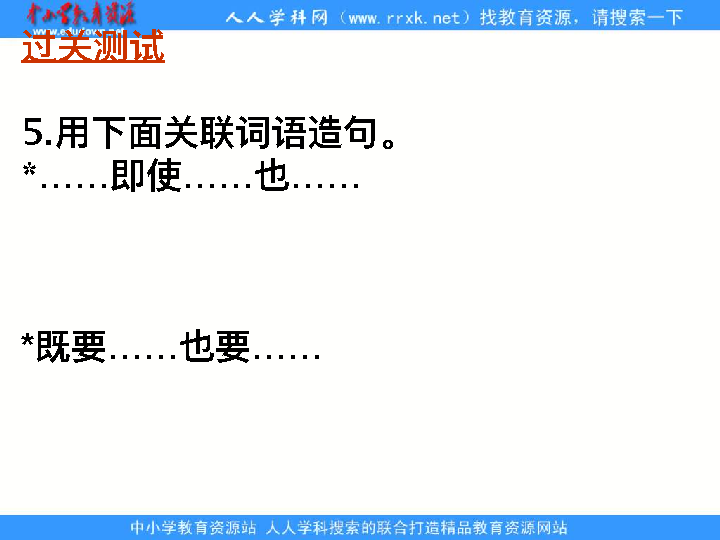 中小学教育资源
www.edudown.net
人人学科网（www.rrxk.net）找教育资源，请搜索一下
过关测试
5.用下面关联词语造句。
*……即使……也……
*既要……也要……
中小学教育资源站 人人学科搜索的联合打造精品教育资源网站